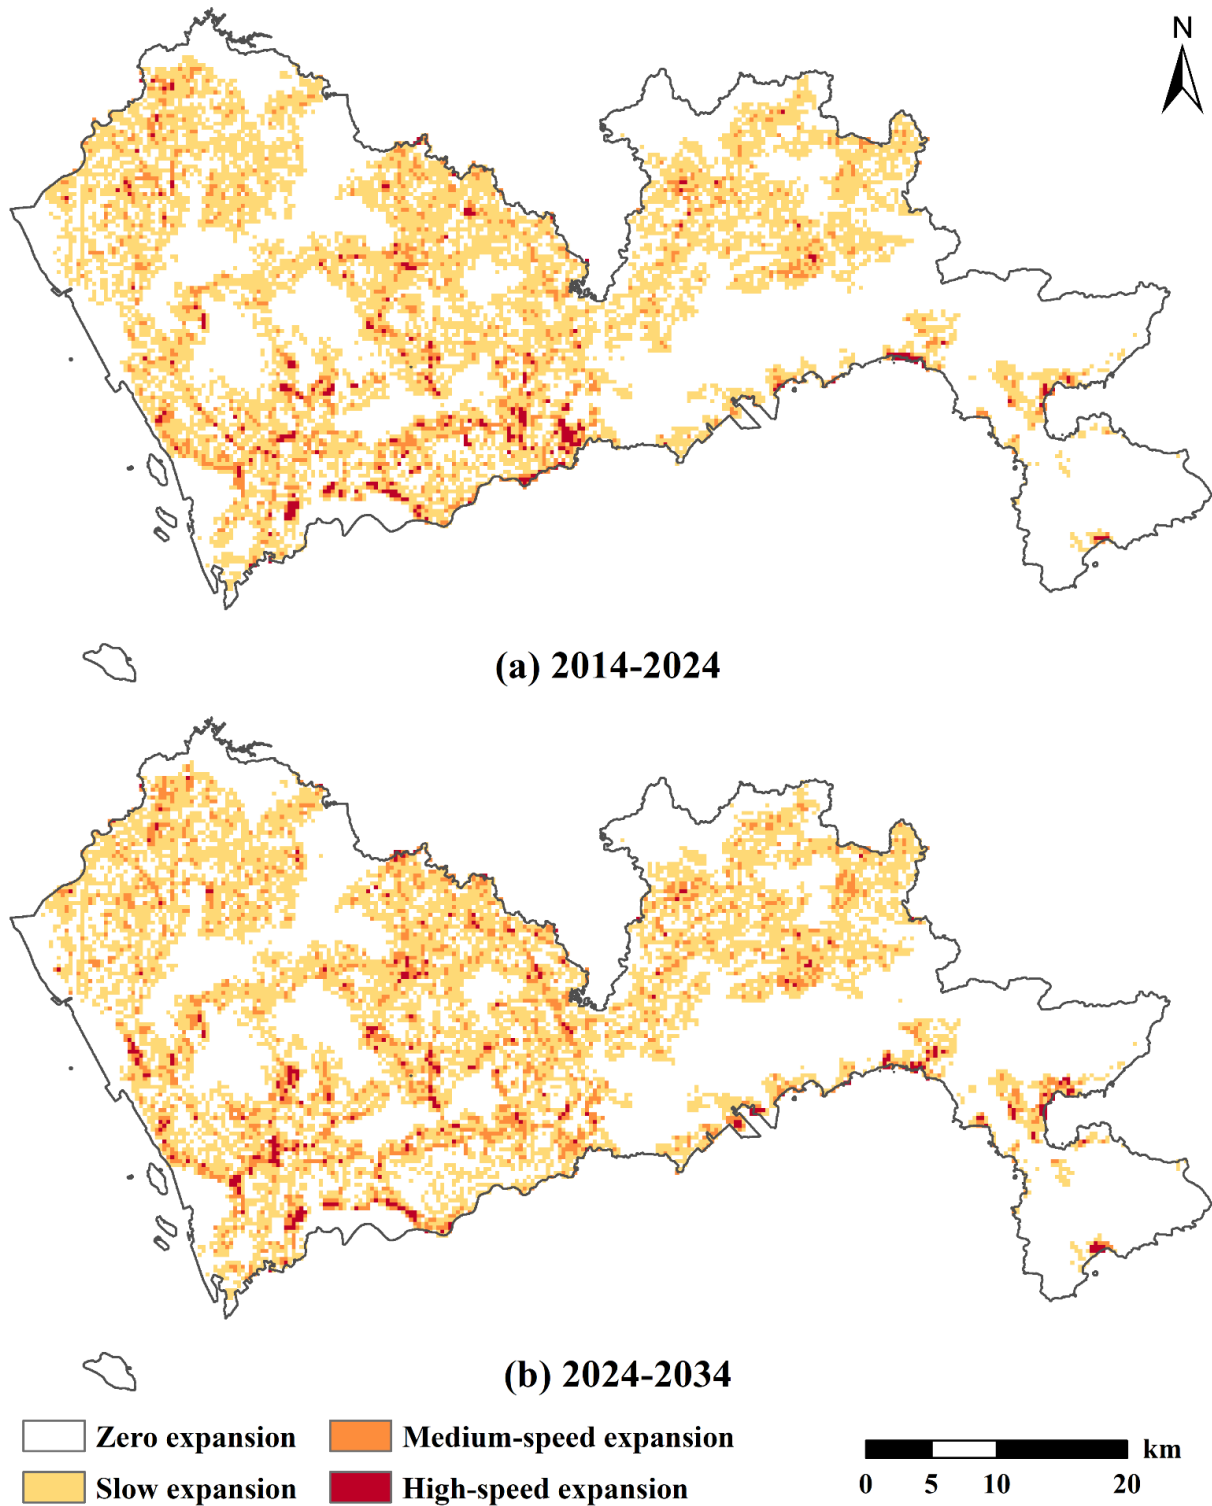 N
(a) 2014-2024
(b) 2024-2034
Zero expansion
Medium-speed expansion
Slow expansion
High-speed expansion
km
0 5 10 20